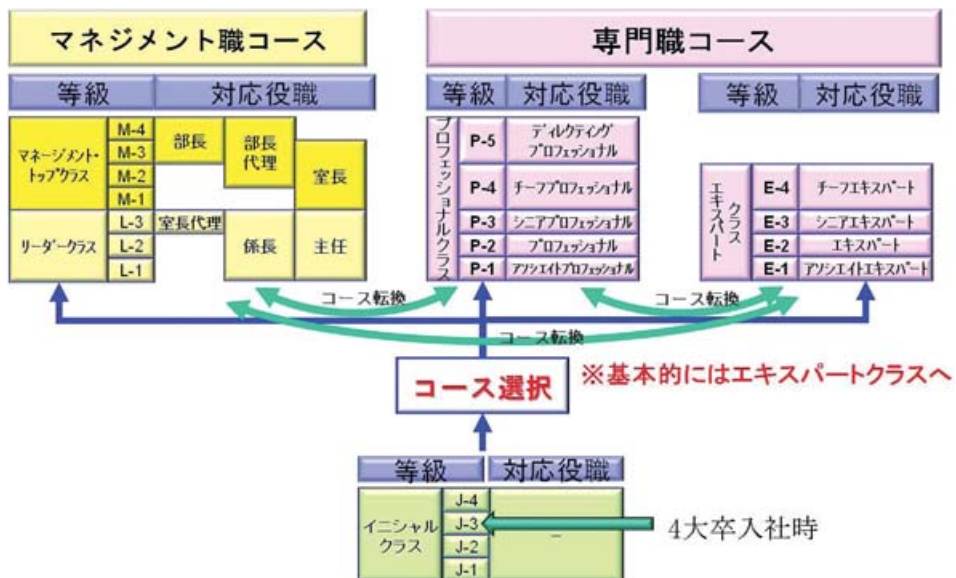 マネジメント職コース
専門職コース
等級 対応役職
等級 対応役職
等級 対応役職
マネージメント・
トップクラス
M-4
M-3
M-2
M-1
部長
部長
代理
室長
リーダークラス
L-3
L-2
L-1
室長代理
係長
主任
プロフェッショナルクラス
P-5 ディレクティング
プロフェッショナル
P-4 チーフプロフェッショナル
P-3 シニアプロフェッショナル
P-2 プロフェッショナル
P-1 アソシエイトプロフェッショナル
エキスパート
クラス
E-4 チーフエキスパート
E-3 シニアエキスパート
E-2 エキスパート
E-1 アソシエイトエキスパート
コース転換
コース転換
コース転換
コース選択
※基本的にはエキスパートクラスへ
等級 対応役職
イニシャル
クラス
J-4
J-3
J-2
J-1
－
4大卒入社時